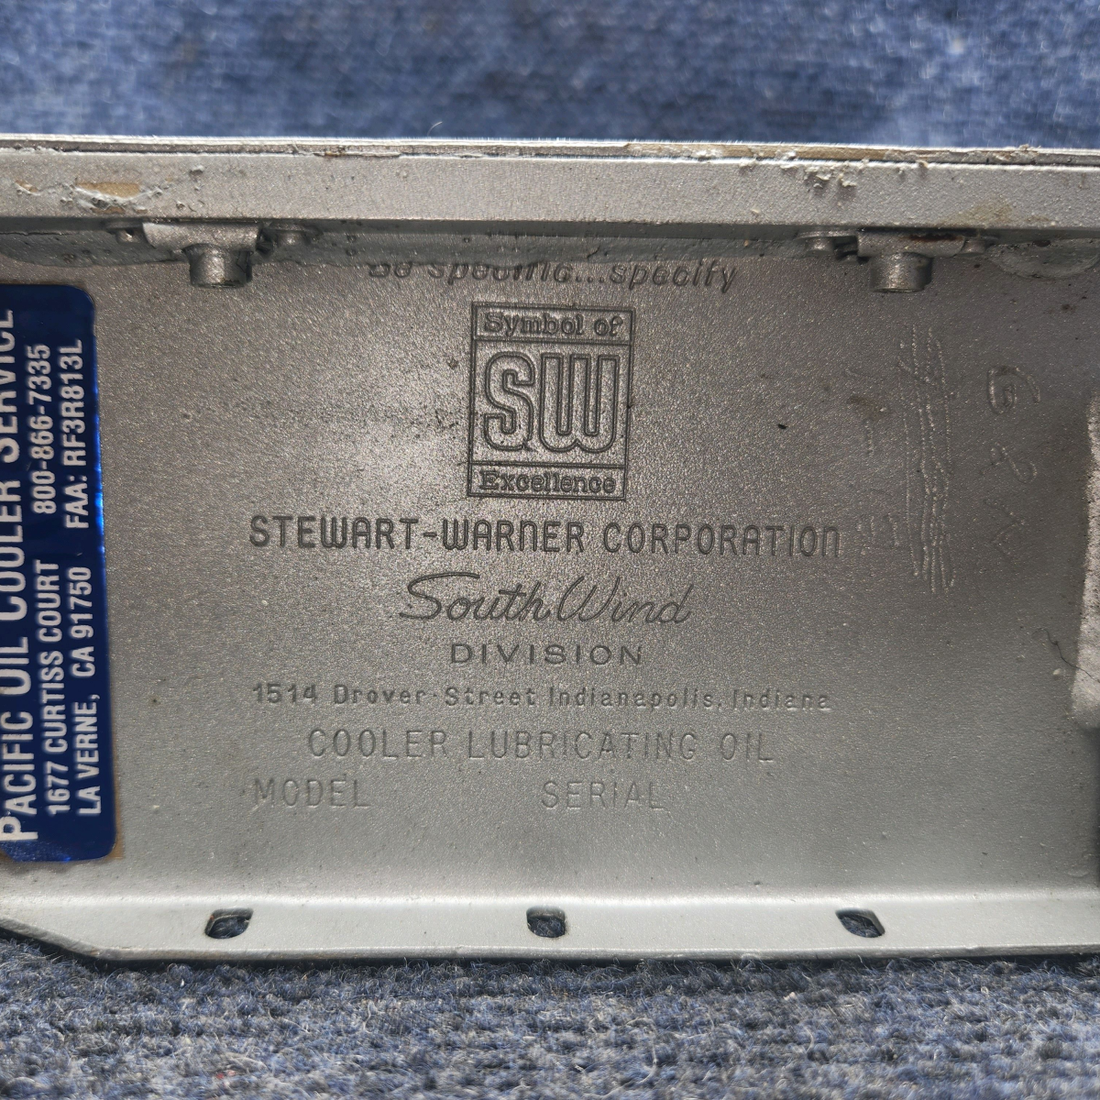 Be specific...specify
Symbol of
SW
Excellence
STEWART-WARNER CORPORATION
South Wind
DIVISION
1514 Drover Street Indianapolis, Indiana
COOLER LUBRICATING OIL
MODEL SERIAL
PACIFIC OIL COOLER SERVICE
1677 CURTISS COURT 800-866-7335
LA VERNE, CA 91750 FAA: RF3R813L